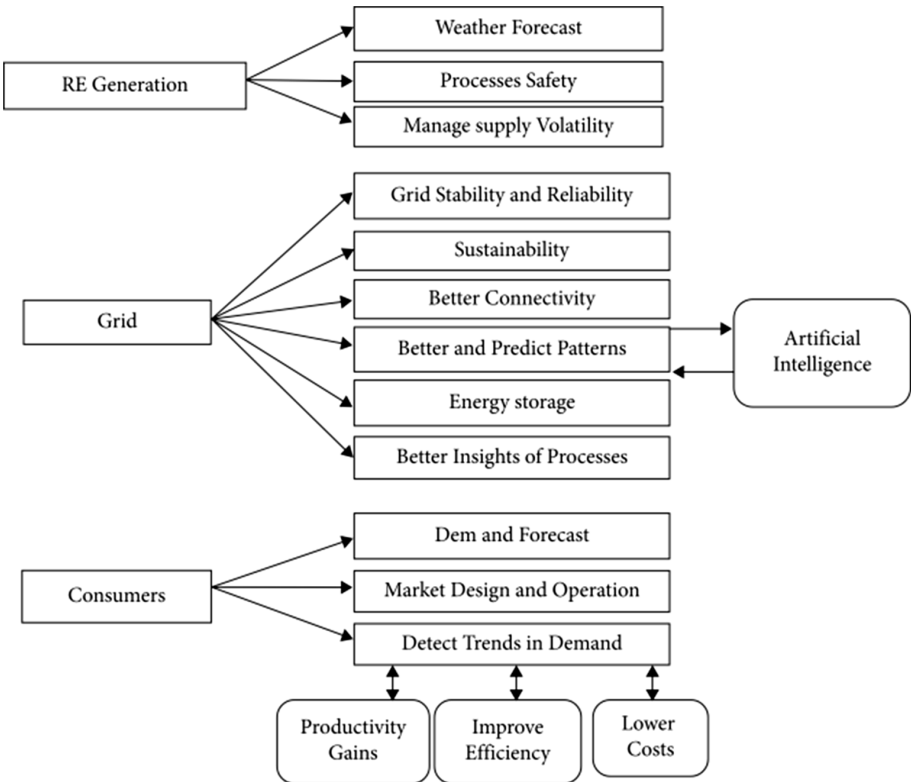 Weather Forecast
RE Generation
Processes Safety
Manage supply Volatility
Grid Stability and Reliability
Sustainability
Better Connectivity
Grid
Better and Predict Patterns
Artificial
Intelligence
Energy storage
Better Insights of Processes
Dem and Forecast
Consumers
Market Design and Operation
Detect Trends in Demand
Productivity
Gains
Improve
Efficiency
Lower
Costs